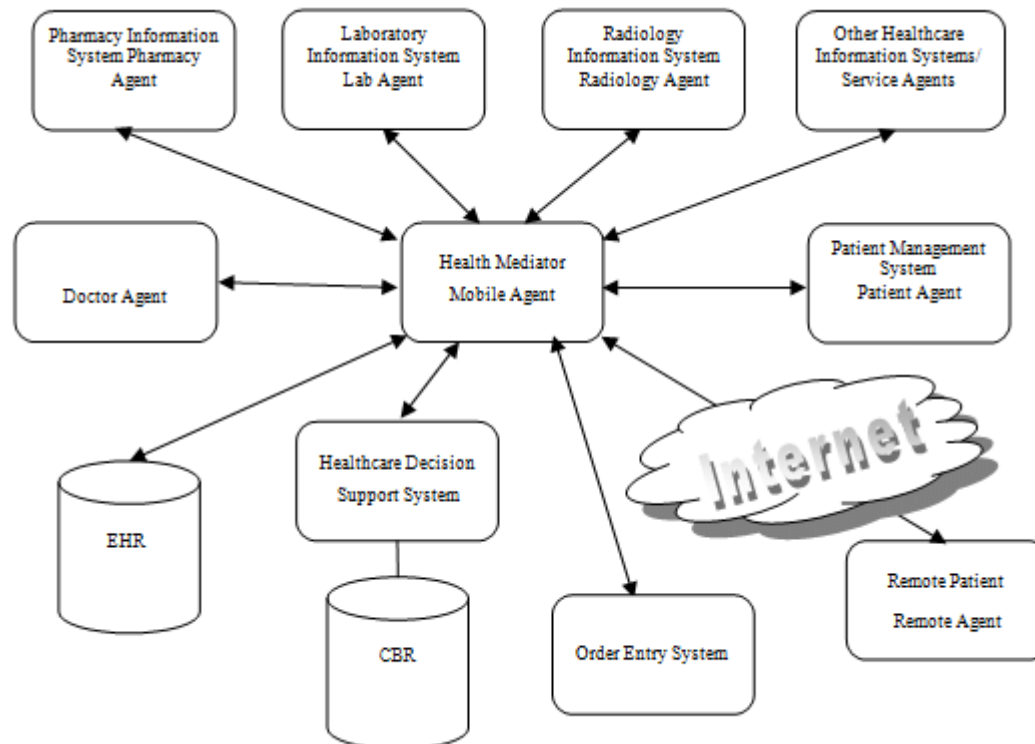 Pharmacy Information
System Pharmacy
Agent
Laboratory
Information System
Lab Agent
Radiology
Information System
Radiology Agent
Other Healthcare
Information Systems/
Service Agents
Doctor Agent
Health Mediator
Mobile Agent
Patient Management
System
Patient Agent
Internet
EHR
Healthcare Decision
Support System
CBR
Order Entry System
Remote Patient
Remote Agent